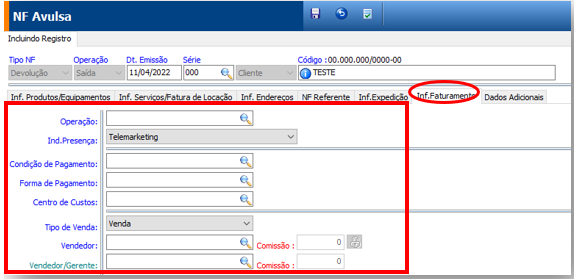 NF Avulsa
Incluindo Registro
Tipo NF Operação Dt. Emissão Série Código :00.000.000/0000-00
Devolução Saída 11/04/2022 000 Cliente TESTE
Inf. Produtos/Equipamentos Inf. Serviços/Fatura de Locação Inf. Endereços NF Referente Inf.Expedição Inf.Faturamento Dados Adicionais
Operação:
Ind.Presença: Telemarketing
Condição de Pagamento:
Forma de Pagamento:
Centro de Custos:
Tipo de Venda: Venda
Vendedor: Comissão : 0
Vendedor/Gerente: Comissão : 0